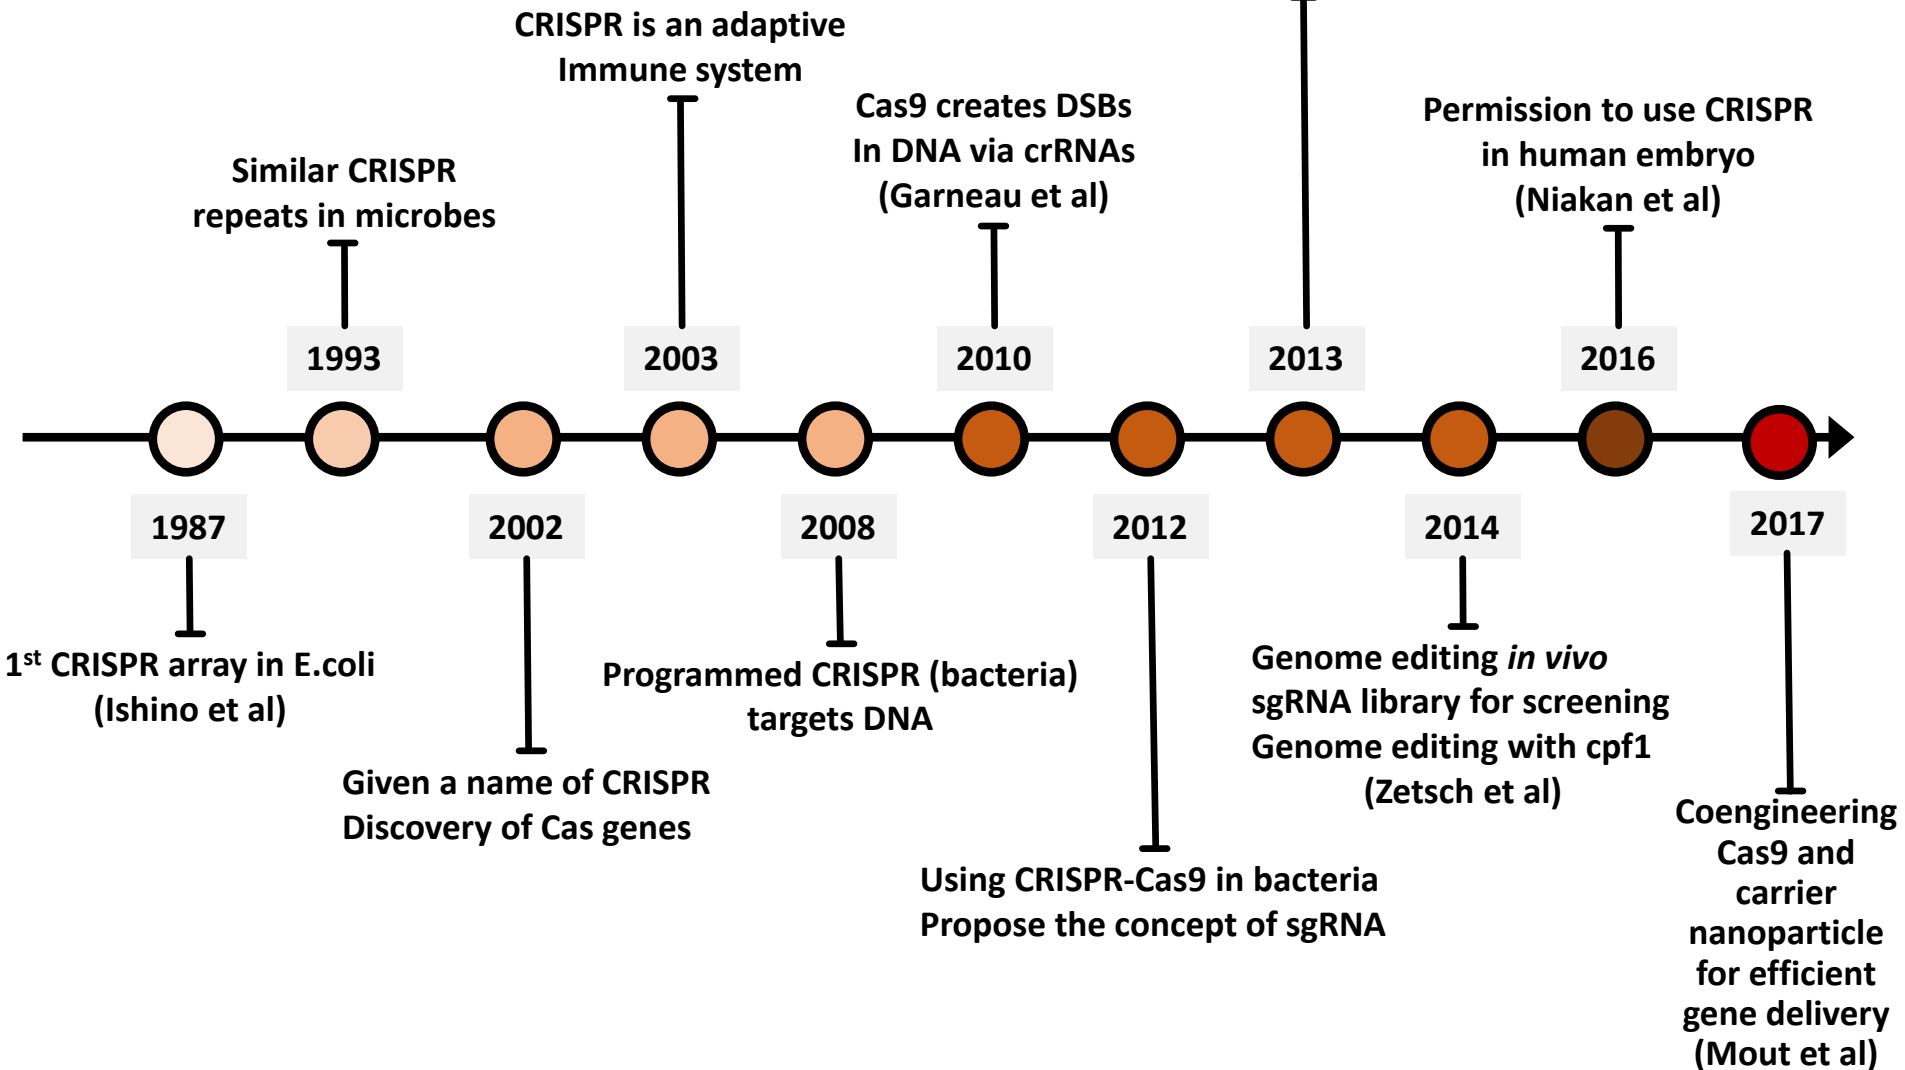 CRISPR is an adaptive
Immune system
Cas9 creates DSBs
In DNA via crRNAs
(Garneau et al)
Permission to use CRISPR
in human embryo
(Niakan et al)
Similar CRISPR
repeats in microbes
1993
2003
2010
2013
2016
1987
2002
2008
2012
2014
2017
1st CRISPR array in E.coli
(Ishino et al)
Given a name of CRISPR
Discovery of Cas genes
Programmed CRISPR (bacteria)
targets DNA
Using CRISPR-Cas9 in bacteria
Propose the concept of sgRNA
Genome editing in vivo
sgRNA library for screening
Genome editing with cpf1
(Zetsch et al)
Coengineering
Cas9 and
carrier
nanoparticle
for efficient
gene delivery
(Mout et al)